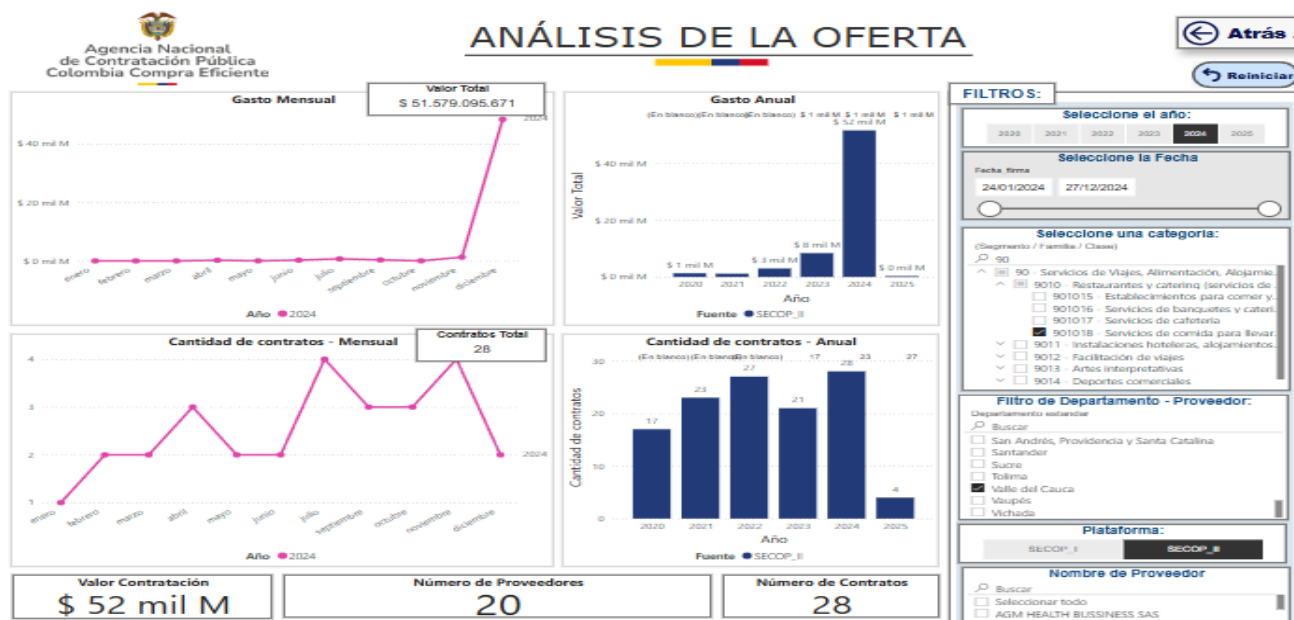 Agencia Nacional
de Contratación Pública
Colombia Compra Eficiente
ANÁLISIS DE LA OFERTA
Atrás
Reiniciar
Gasto Mensual
Valor Total
$ 51.579.095.671
2024
$ 40 mil M
$ 20 mil M
$ 0 mil M
enero
febrero
marzo
abril
mayo
junio
julio
septiembre
octubre
noviembre
diciembre
Año 2024
Gasto Anual
(En blanco) (En blanco) (En blanco) $ 1 mil M $ 1 mil M $ 1 mil M
$ 52 mil M
Valor Total
$ 40 mil M
$ 20 mil M
$ 0 mil M
$ 1 mil M
$ 3 mil M
$ 8 mil M
$ 0 mil M
2020 2021 2022 2023 2024 2025
Año
Fuente SECOP_II
Cantidad de contratos - Mensual
Contratos Total
28
4
3
2
1
2024
enero
febrero
marzo
abril
mayo
junio
julio
septiembre
octubre
noviembre
diciembre
Año 2024
Cantidad de contratos - Anual
(En blanco) (En blanco) (En blanco) 17 23 27
Cantidad de contratos
30
20
10
0
17
23
27
21
28
4
2020 2021 2022 2023 2024 2025
Año
Fuente SECOP_II
Valor Contratación
$ 52 mil M
Número de Proveedores
20
Número de Contratos
28
FILTROS:
Seleccione el año:
2020 2021 2022 2023 2024 2025
Seleccione la Fecha
Fecha_firma
24/01/2024 27/12/2024
Seleccione una categoria:
(Segmento / Familia / Clase)
90
90 - Servicios de Viajes, Alimentación, Alojamie...
9010 - Restaurantes y catering (servicios de ...
901015 - Establecimientos para comer y...
901016 - Servicios de banquetes y cateri...
901017 - Servicios de cafetería
901018 - Servicios de comida para llevar...
9011 - Instalaciones hoteleras, alojamientos...
9012 - Facilitación de viajes
9013 - Artes interpretativas
9014 - Deportes comerciales
Filtro de Departamento - Proveedor:
Departamento estandar
Buscar
San Andrés, Providencia y Santa Catalina
Santander
Sucre
Tolima
Valle del Cauca
Vaupés
Vichada
Plataforma:
SECOP_I SECOP_II
Nombre de Proveedor
Buscar
Seleccionar todo
AGM HEALTH BUSSINESS SAS